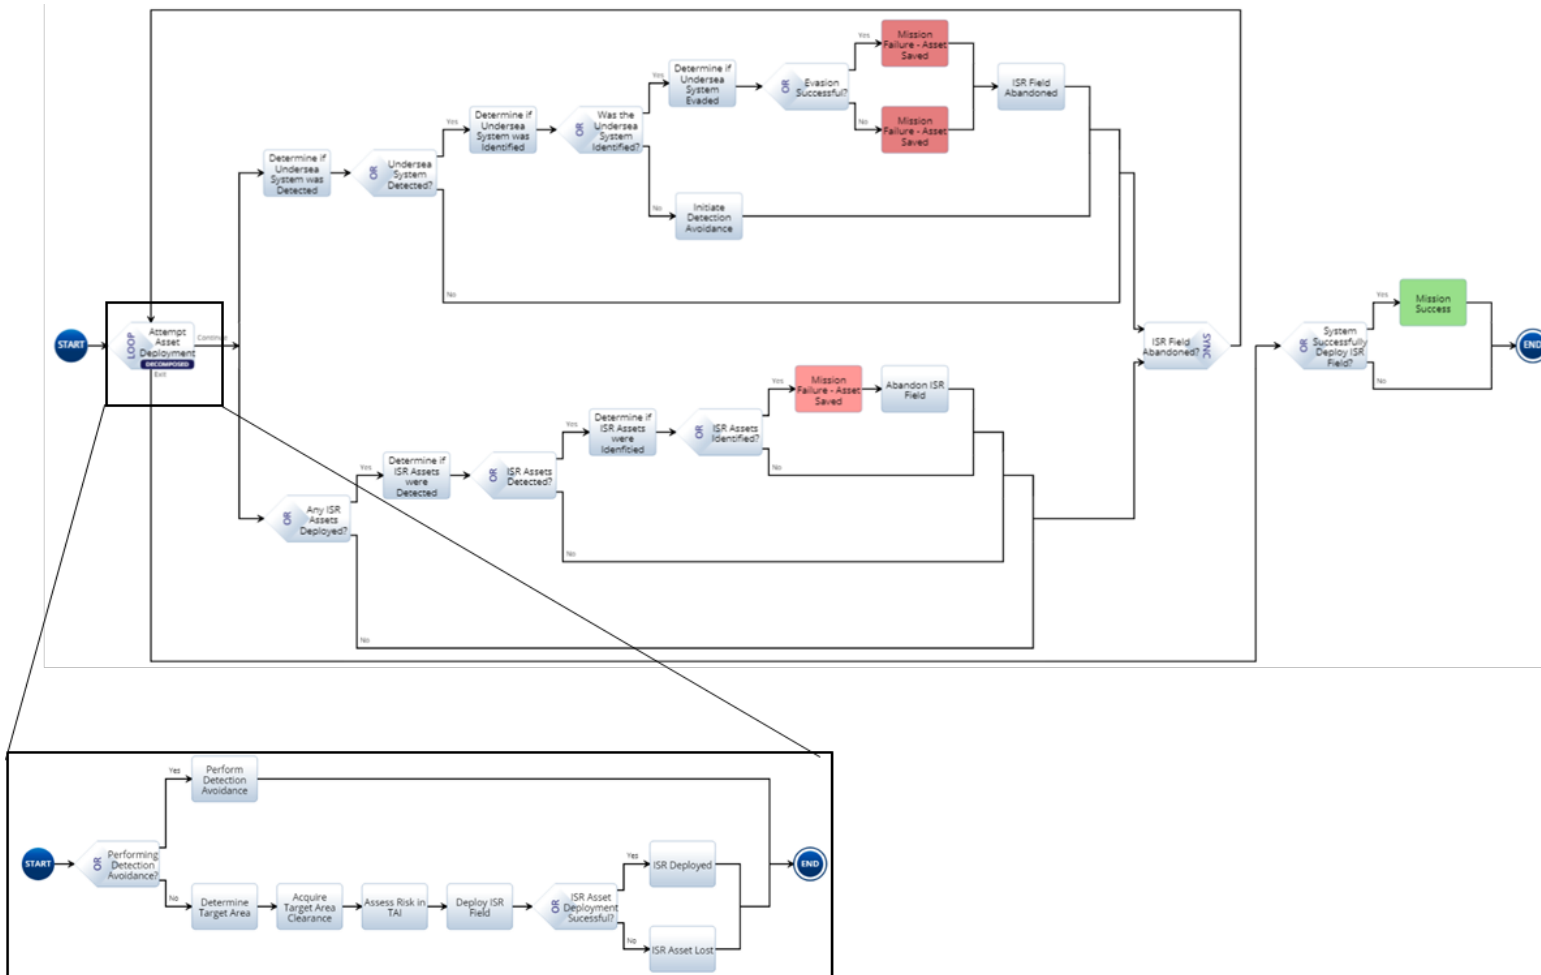 START
LOOP
Attempt
Asset
Deployment
DECOMPOSED
Continue
Exit
Determine if
Undersea
System was
Detected
OR
Undersea
System
Detected?
Yes
No
Determine if
Undersea
System was
Identified
OR
Was the
Undersea
System
Identified?
Yes
No
Determine if
Undersea
System
Evaded
OR
Evasion
Successful?
Yes
No
Mission
Failure - Asset
Saved
Mission
Failure - Asset
Saved
ISR Field
Abandoned
Initiate
Detection
Avoidance
OR
Any ISR
Assets
Deployed?
Yes
No
Determine if
ISR Assets
were
Detected
OR
ISR Assets
Detected?
Yes
No
Determine if
ISR Assets
were
Idenfitied
OR
ISR Assets
Identified?
Yes
No
Mission
Failure - Asset
Saved
Abandon ISR
Field
ISR Field
Abandoned?
SYNC
OR
System
Successfully
Deploy ISR
Field?
Yes
No
Mission
Success
END
START
OR
Performing
Detection
Avoidance?
Yes
No
Perform
Detection
Avoidance
Determine
Target Area
Acquire
Target Area
Clearance
Assess Risk in
TAI
Deploy ISR
Field
OR
ISR Asset
Deployment
Sucessful?
Yes
No
ISR Deployed
ISR Asset Lost
END